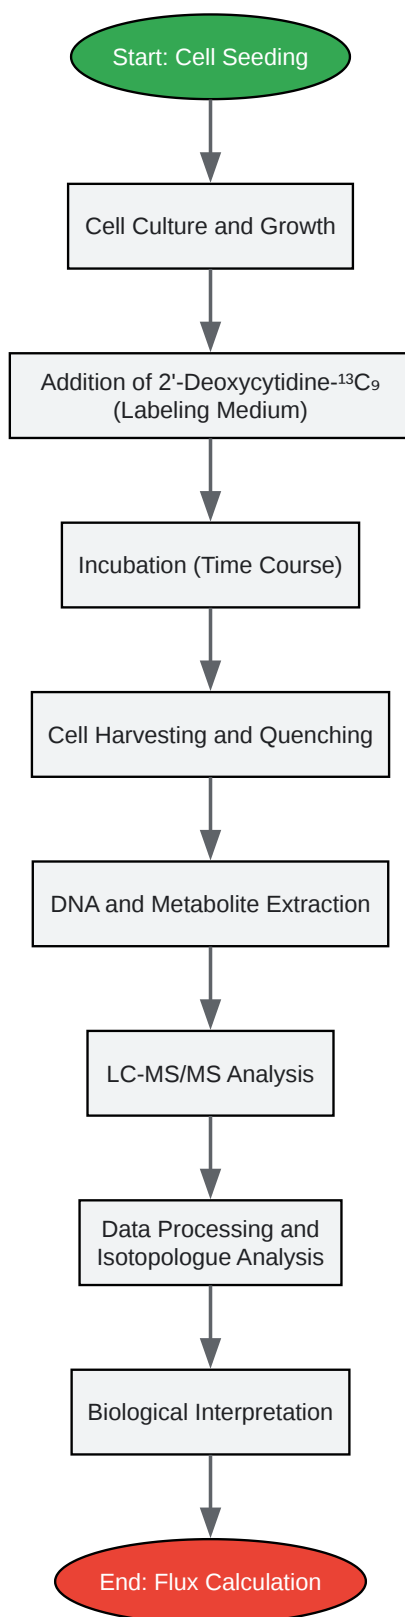 Start: Cell Seeding
Cell Culture and Growth
Addition of 2'-Deoxycytidine-¹³C₉
(Labeling Medium)
Incubation (Time Course)
Cell Harvesting and Quenching
DNA and Metabolite Extraction
LC-MS/MS Analysis
Data Processing and
Isotopologue Analysis
Biological Interpretation
End: Flux Calculation